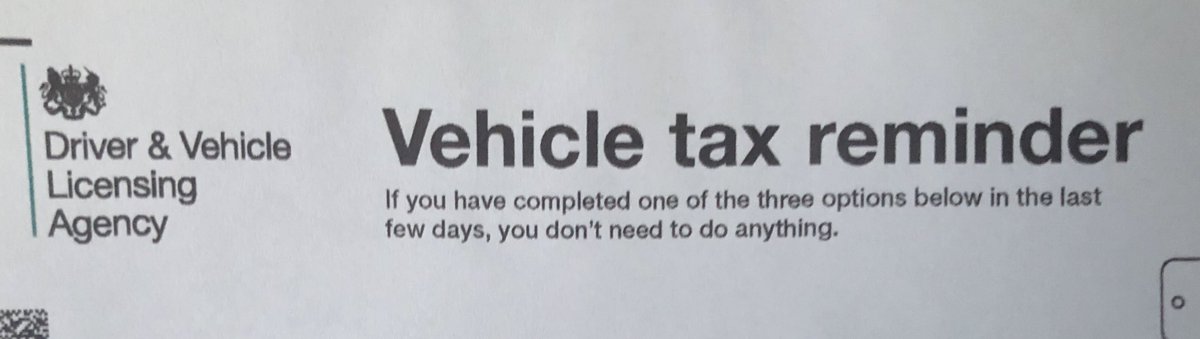 Driver & Vehicle
Licensing
Agency
Vehicle tax reminder
If you have completed one of the three options below in the last
few days, you don't need to do anything.